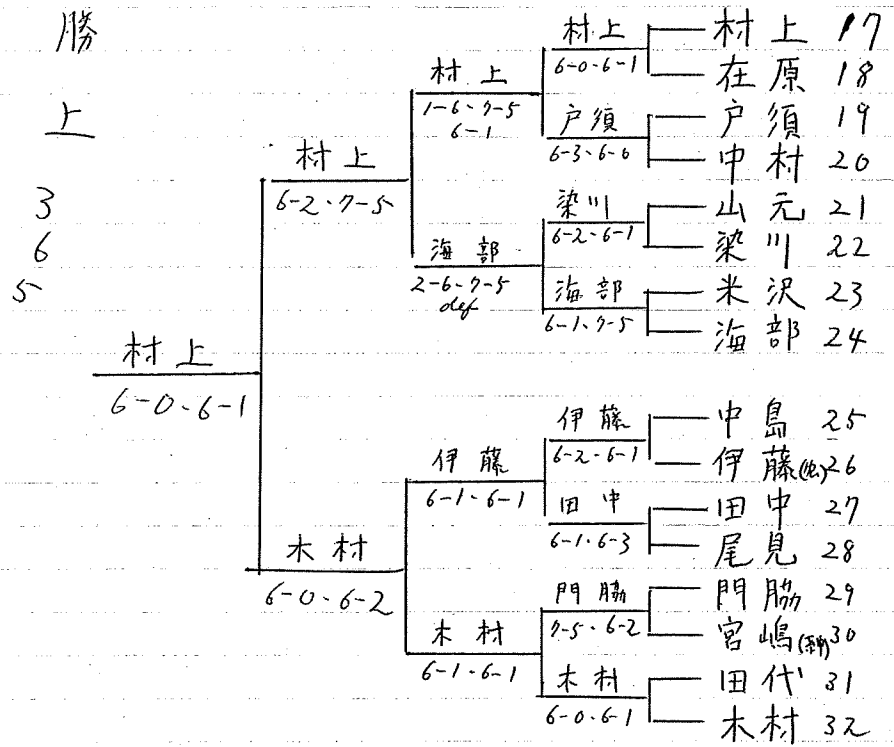 勝
上
3
6
5
村上 17
在原 18
戸須 19
中村 20
山元 21
染川 22
米沢 23
海部 24
中島 25
伊藤 26
田中 27
尾見 28
門脇 29
宮嶋 30
田代 31
木村 32
村上
6-0・6-1
戸須
6-3・6-0
染川
6-2・6-1
海部
6-1・7-5
伊藤
6-2・6-1
田中
6-1・6-3
門脇
7-5・6-2
木村
6-0・6-1
村上
1-6・7-5
6-1
海部
2-6・7-5
def
伊藤
6-1・6-1
木村
6-1・6-1
村上
6-2・7-5
木村
6-0・6-2
村上
6-0・6-1